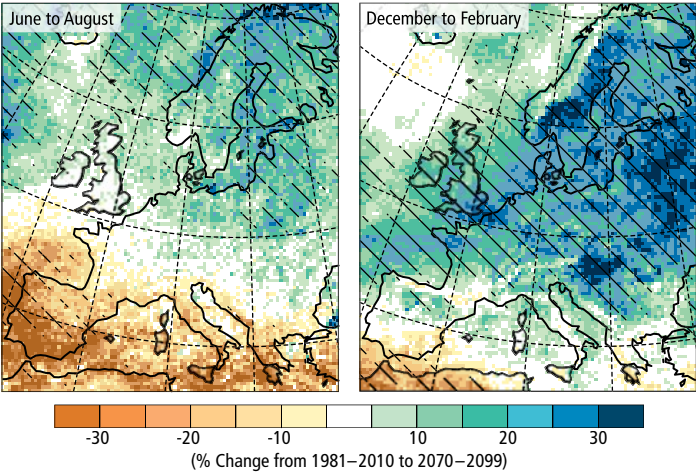 June to August
December to February
-30 -20 -10 10 20 30
(% Change from 1981–2010 to 2070–2099)